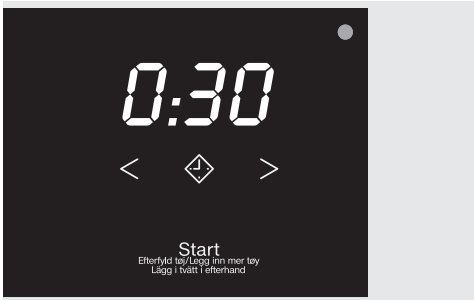 0:30
Start
Efterfyld tøj/Legg inn mer tøy
Lägg i tvätt i efterhand